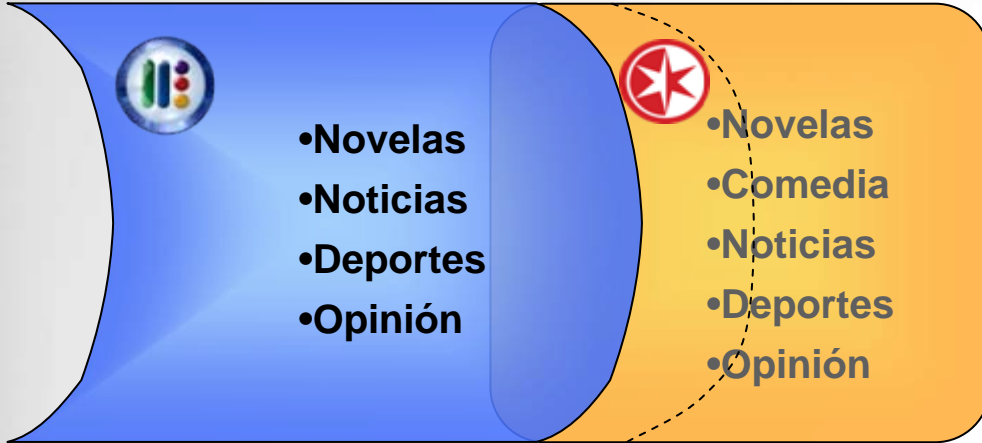 •Novelas
•Noticias
•Deportes
•Opinión
•Novelas
•Comedia
•Noticias
•Deportes
•Opinión